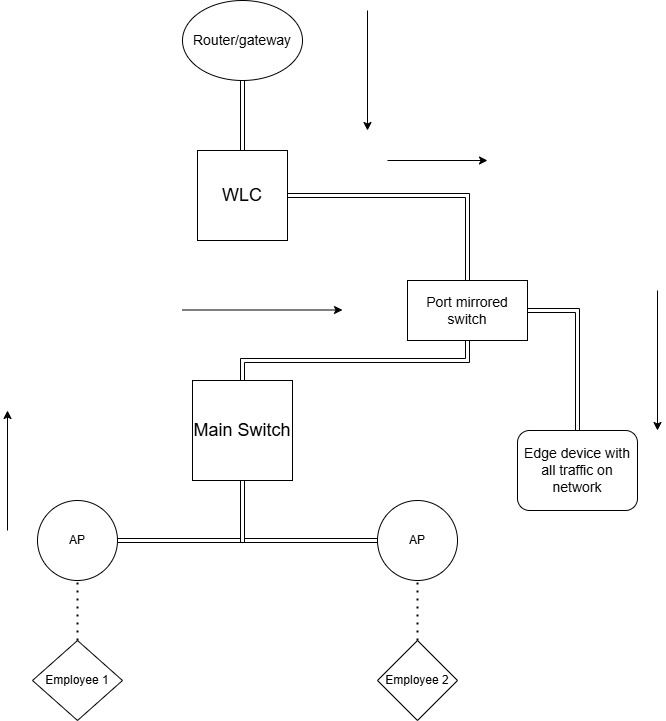 Router/gateway
WLC
Port mirrored
switch
Main Switch
Edge device with
all traffic on
network
AP
AP
Employee 1
Employee 2